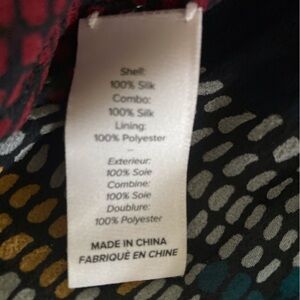 Shell:
100% Silk
Combo:
100% Silk
Lining:
100% Polyester
–
Exterieur:
100% Soie
Combine:
100% Soie
Doublure:
100% Polyester
MADE IN CHINA
FABRIQUÉ EN CHINE